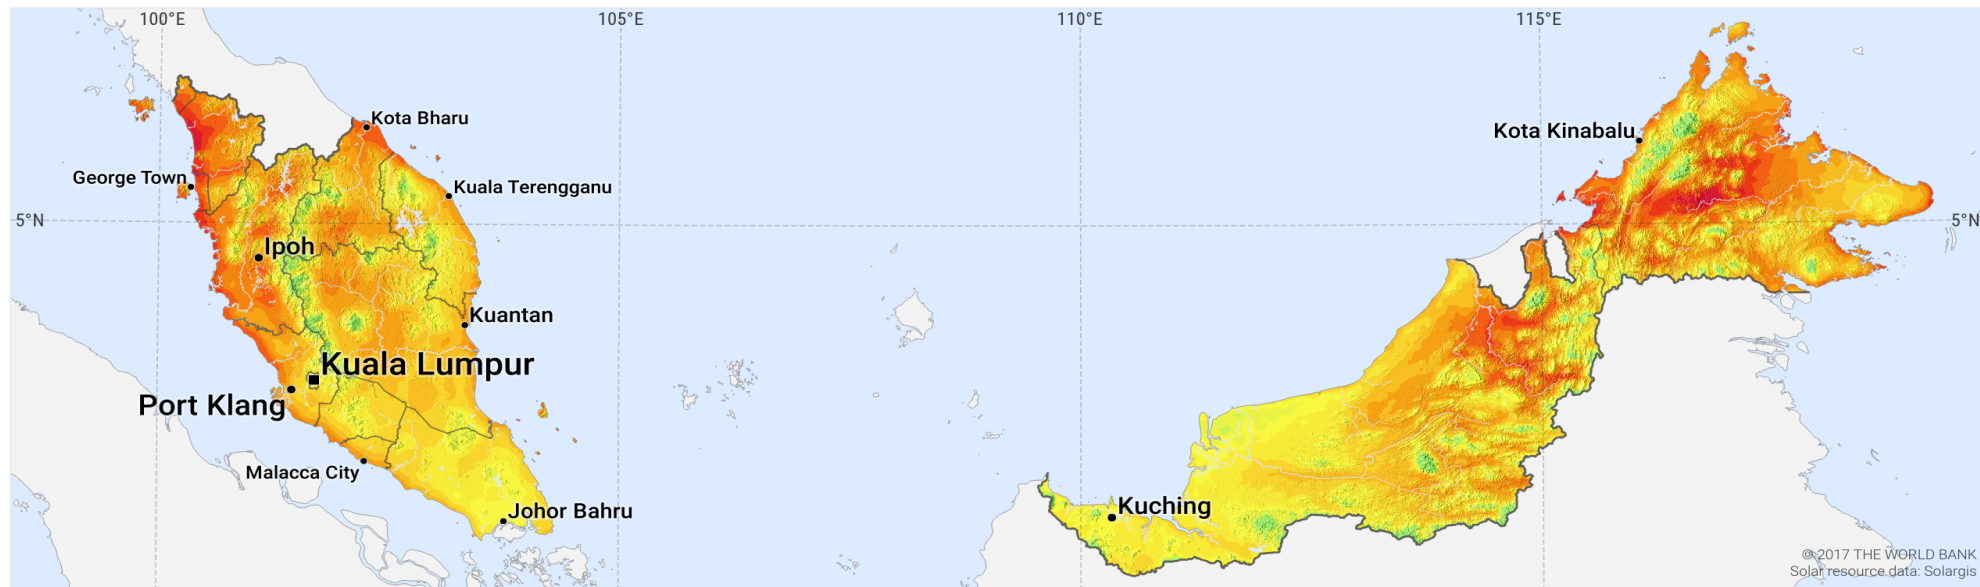 100°E
105°E
110°E
115°E
Kota Bharu
Kota Kinabalu
George Town
Kuala Terengganu
5°N
5°N
Ipoh
Kuantan
Kuala Lumpur
Port Klang
Malacca City
Johor Bahru
Kuching
© 2017 THE WORLD BANK
Solar resource data: Solargis